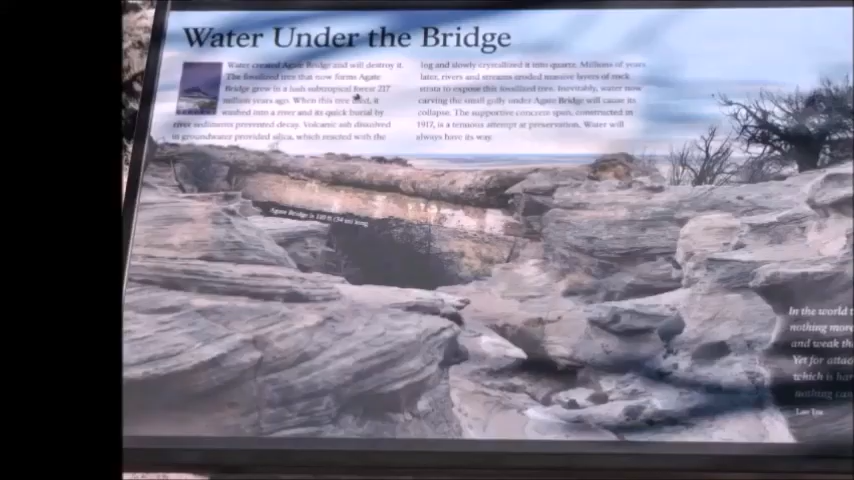 Water Under the Bridge
Water created Agate Bridge and will destroy it.
The fossilized tree that now forms Agate
Bridge grew in a lush subtropical forest 217
million years ago. When this tree died, it
washed into a river and its quick burial by
river sediments prevented decay. Volcanic ash dissolved
in groundwater provided silica, which reacted with the
log and slowly crystallized it into quartz. Millions of years
later, rivers and streams eroded massive layers of rock
strata to expose this fossilized tree. Inevitably, water now
carving the small gully under Agate Bridge will cause its
collapse. The supportive concrete span, constructed in
1917, is a tenuous attempt at preservation. Water will
always have its way.
Agate Bridge is 110 ft (34 m) long
In the world t
nothing more
and weak th
Yet for attac
which is har
nothing can
Lao Tzu